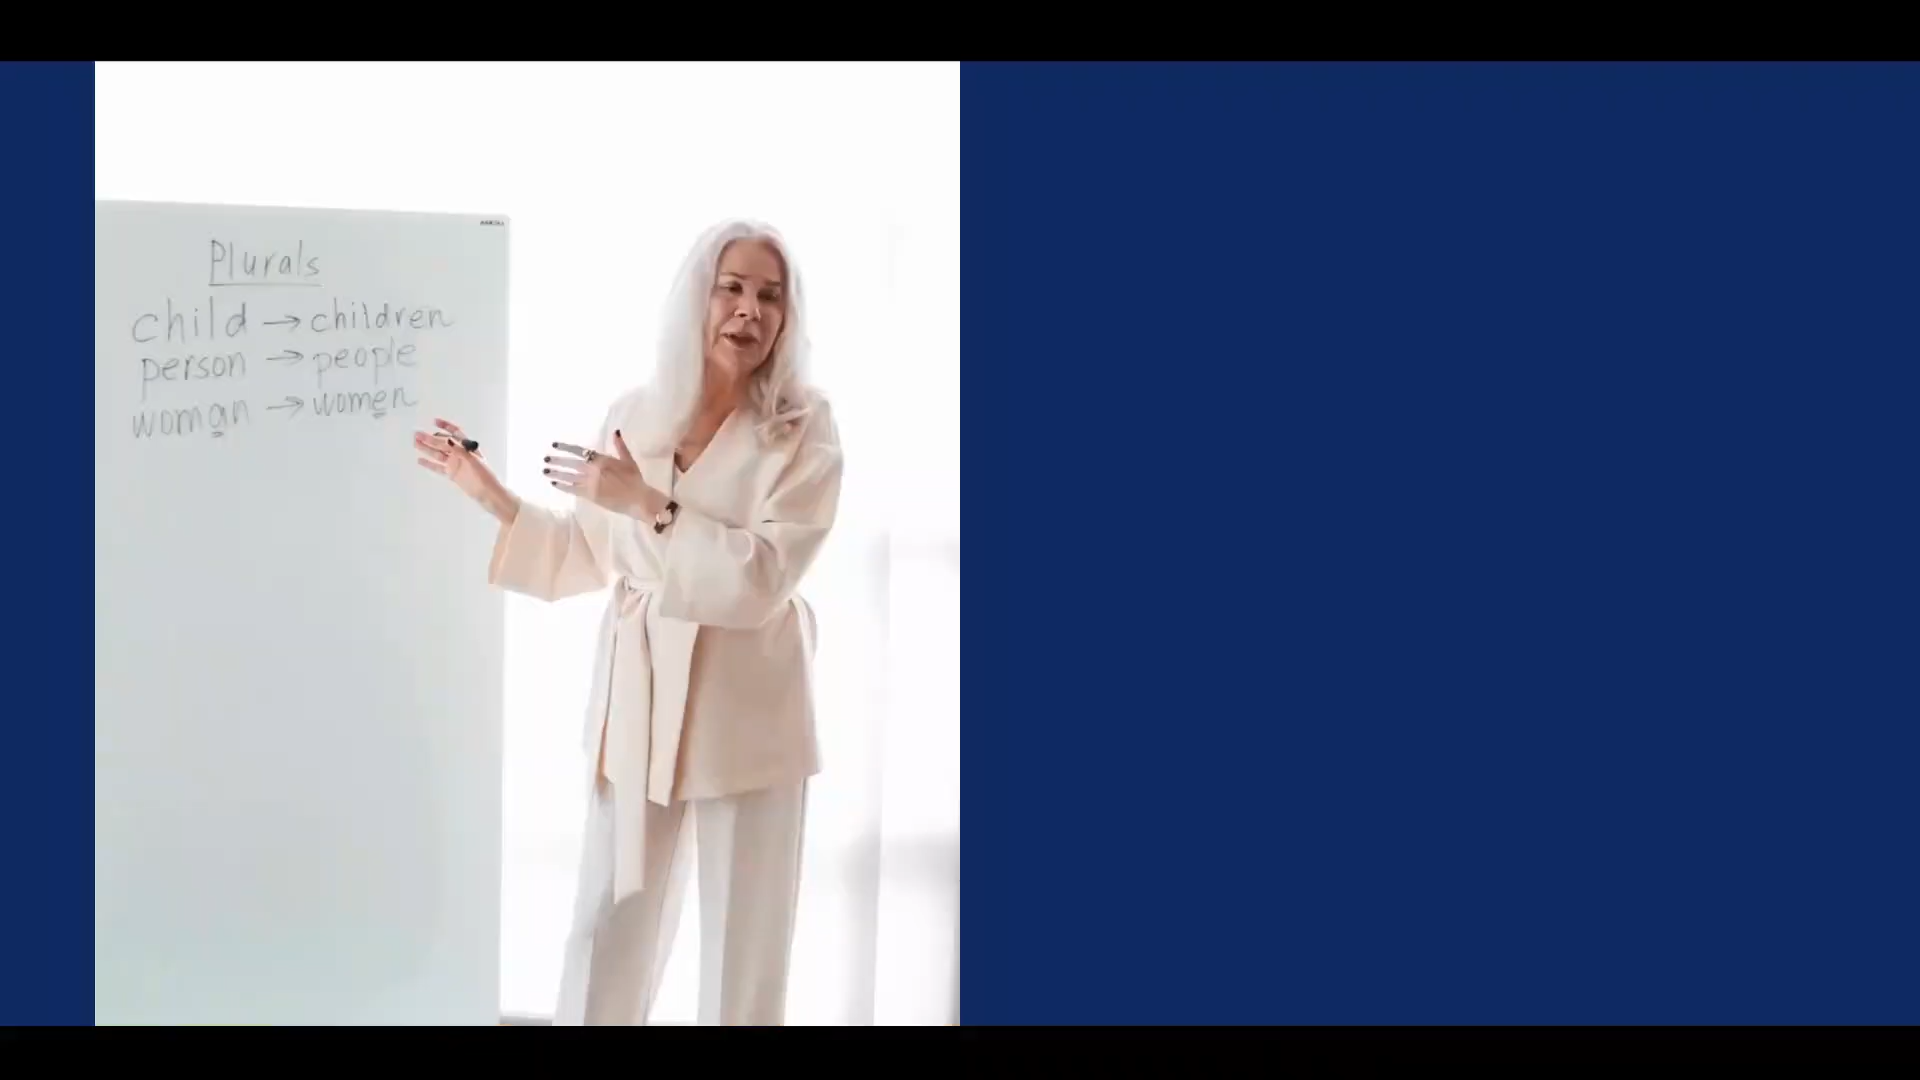 Plurals
child → children
person → people
woman → women